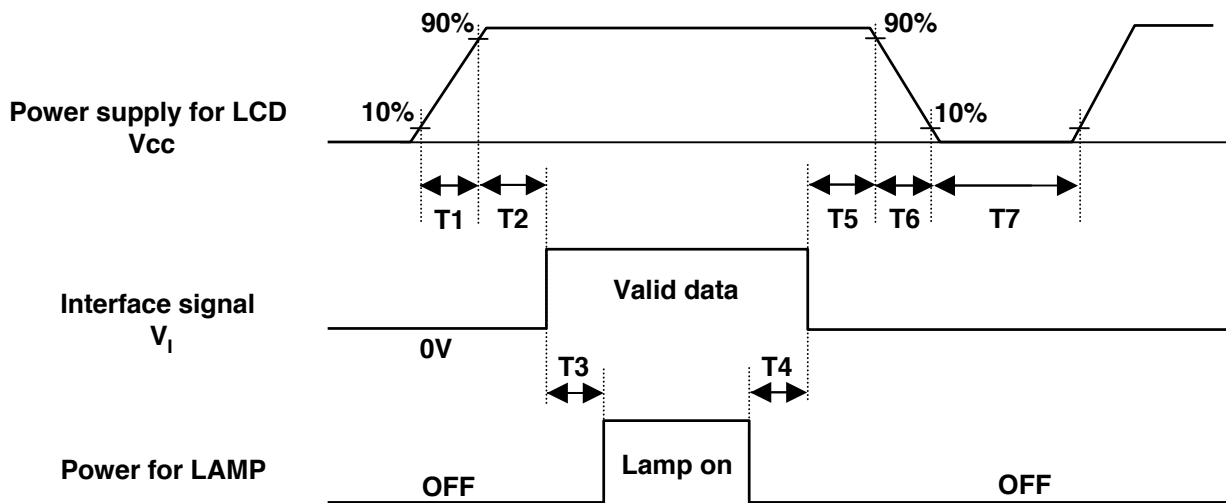 90%
90%
Power supply for LCD
Vcc
10%
10%
T1
T2
T5
T6
T7
Interface signal
VI
Valid data
0V
T3
T4
Power for LAMP
OFF
Lamp on
OFF